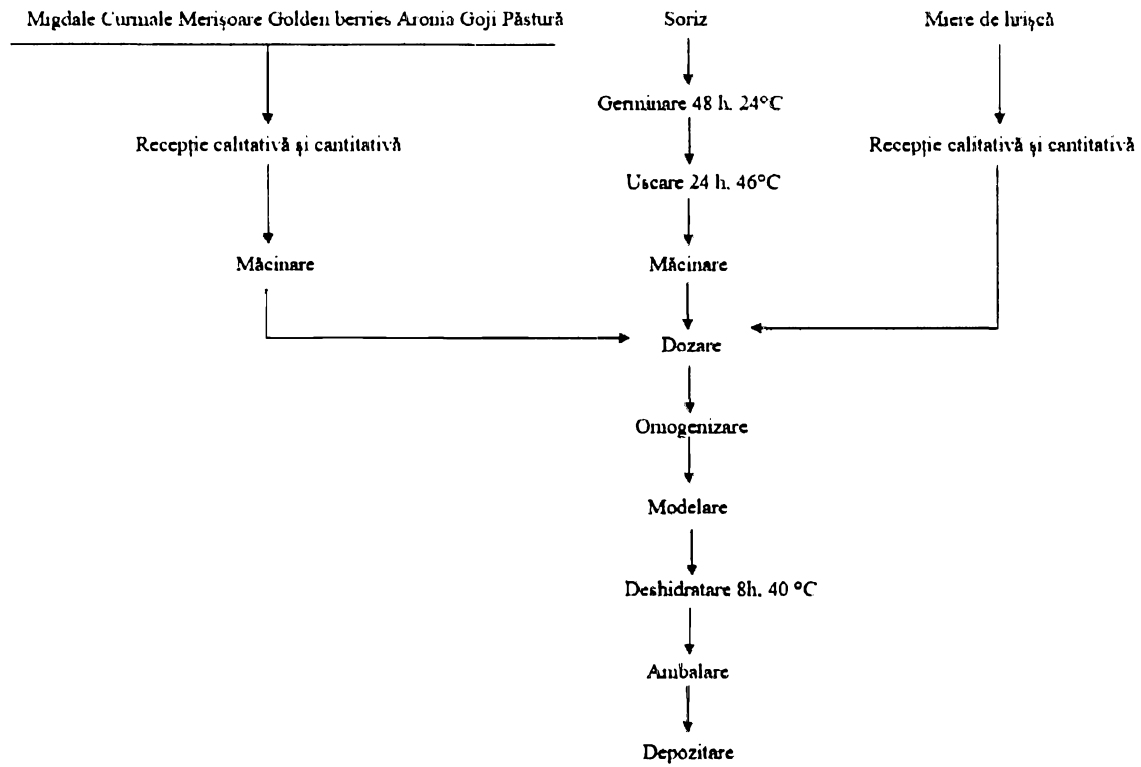 Migdale Curmale Merișoare Golden berries Aronia Goji Păstură
Soriz
Miere de hrișcă
Germinare 48 h. 24°C
Recepție calitativă și cantitativă
Recepție calitativă și cantitativă
Uscare 24 h. 46°C
Măcinare
Măcinare
Dozare
Omogenizare
Modelare
Deshidratare 8h. 40 °C
Ambalare
Depozitare